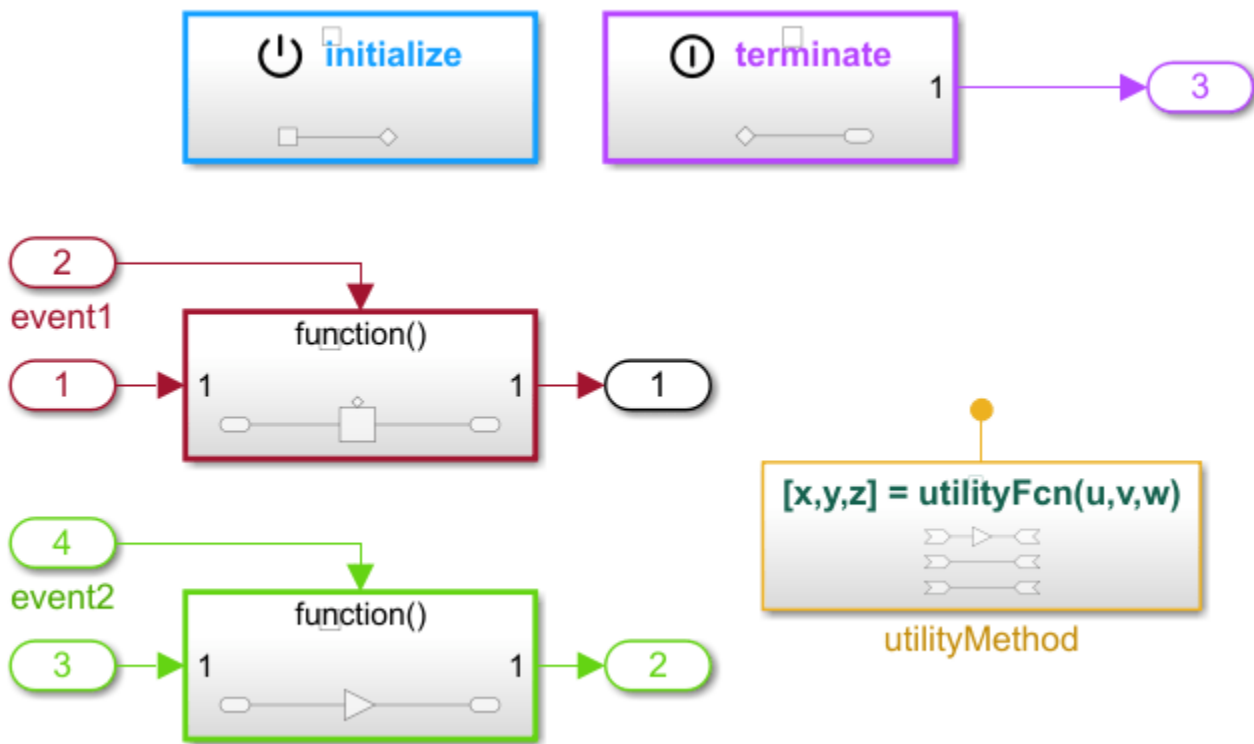 initialize
terminate
1
3
2
event1
function()
1
1
1
1
[x,y,z] = utilityFcn(u,v,w)
utilityMethod
4
event2
function()
3
1
1
2